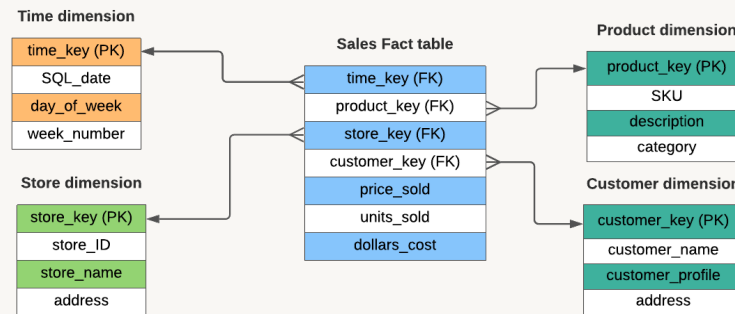 Time dimension
time_key (PK)
SQL_date
day_of_week
week_number
Sales Fact table
time_key (FK)
product_key (FK)
store_key (FK)
customer_key (FK)
price_sold
units_sold
dollars_cost
Product dimension
product_key (PK)
SKU
description
category
Store dimension
store_key (PK)
store_ID
store_name
address
Customer dimension
customer_key (PK)
customer_name
customer_profile
address